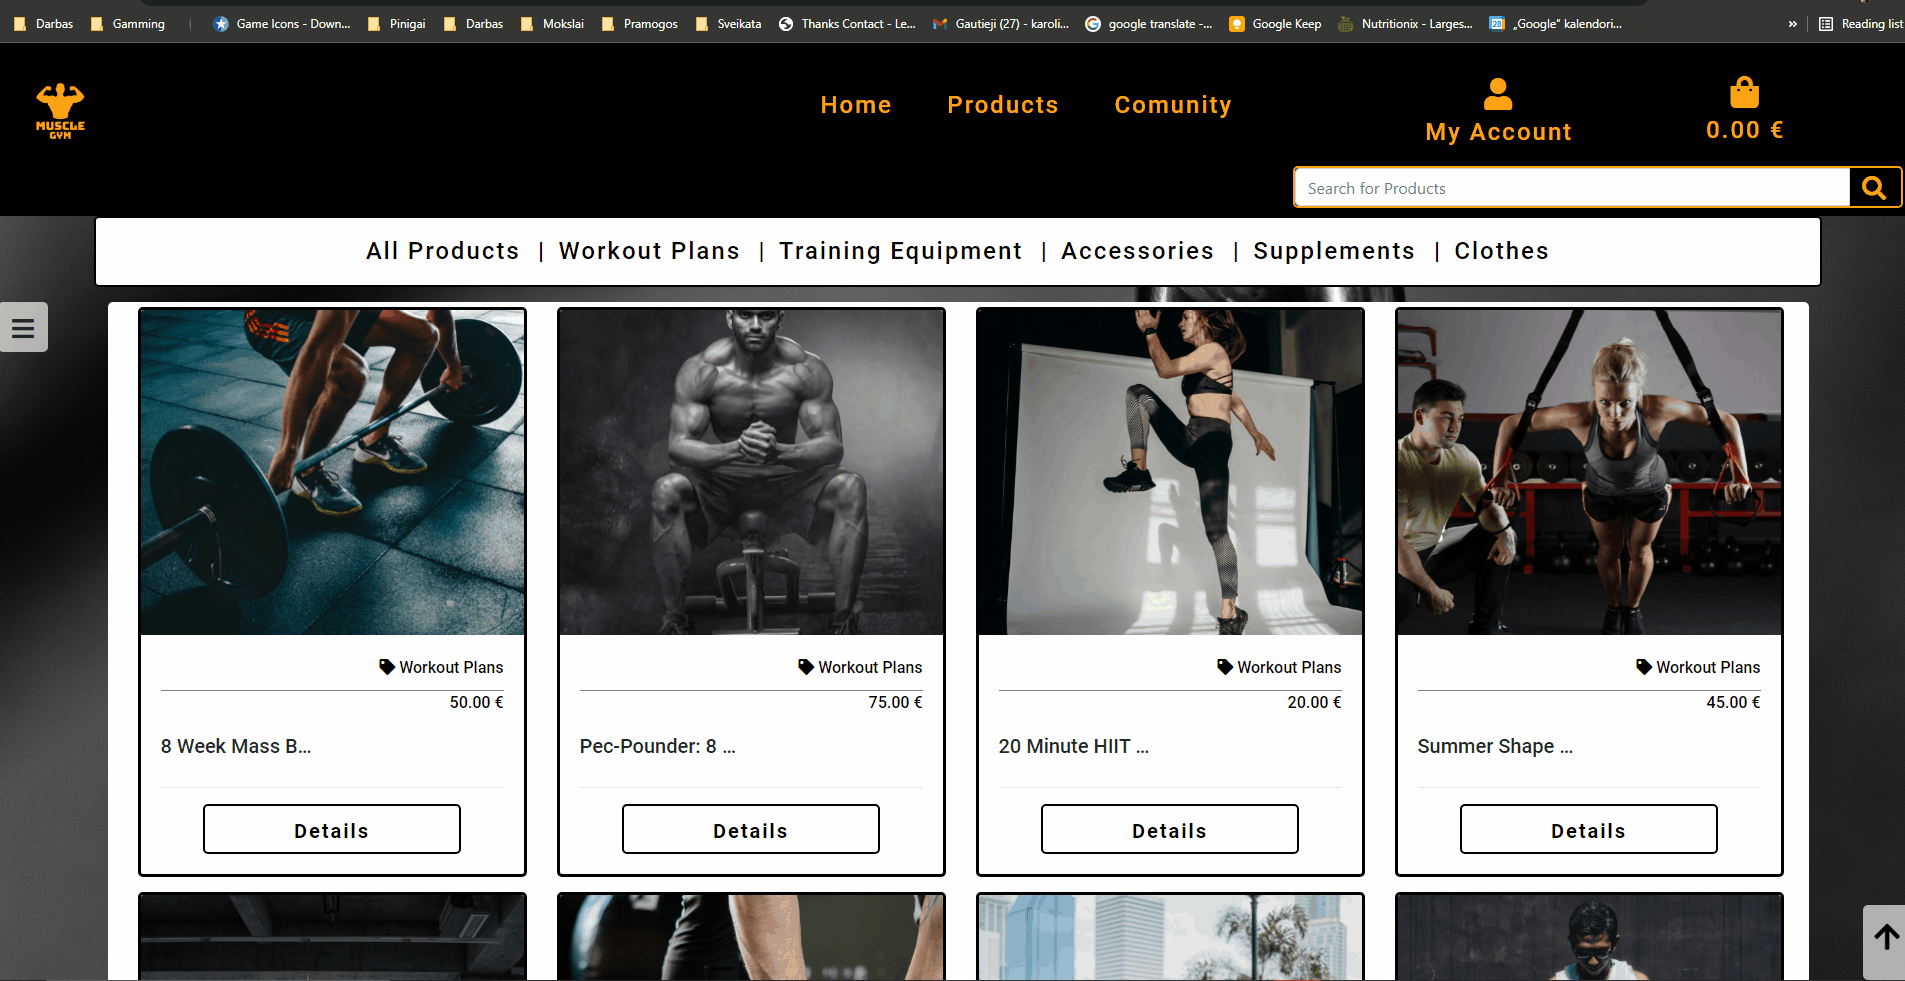 Darbas Gamming Game Icons - Down... Pinigai Darbas Mokslai Pramogos Sveikata Thanks Contact - Le... Gautieji (27) - karoli... google translate -... Google Keep Nutritionix - Larges... 28 „Google“ kalendori... » Reading list
MUSCLE
GYM
Home Products Comunity
My Account
0.00 €
Search for Products
All Products | Workout Plans | Training Equipment | Accessories | Supplements | Clothes
Workout Plans
50.00 €
8 Week Mass B...
Details
Workout Plans
75.00 €
Pec-Pounder: 8 ...
Details
Workout Plans
20.00 €
20 Minute HIIT ...
Details
Workout Plans
45.00 €
Summer Shape ...
Details